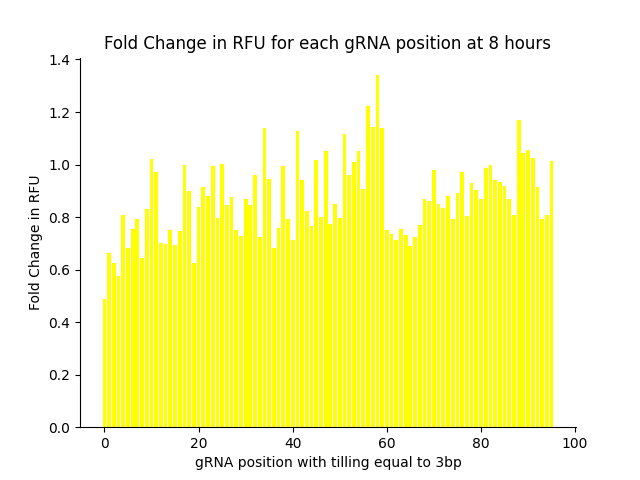 Fold Change in RFU for each gRNA position at 8 hours
1.4
1.2
1.0
0.8
0.6
0.4
0.2
0.0
Fold Change in RFU
0 20 40 60 80 100
gRNA position with tilling equal to 3bp